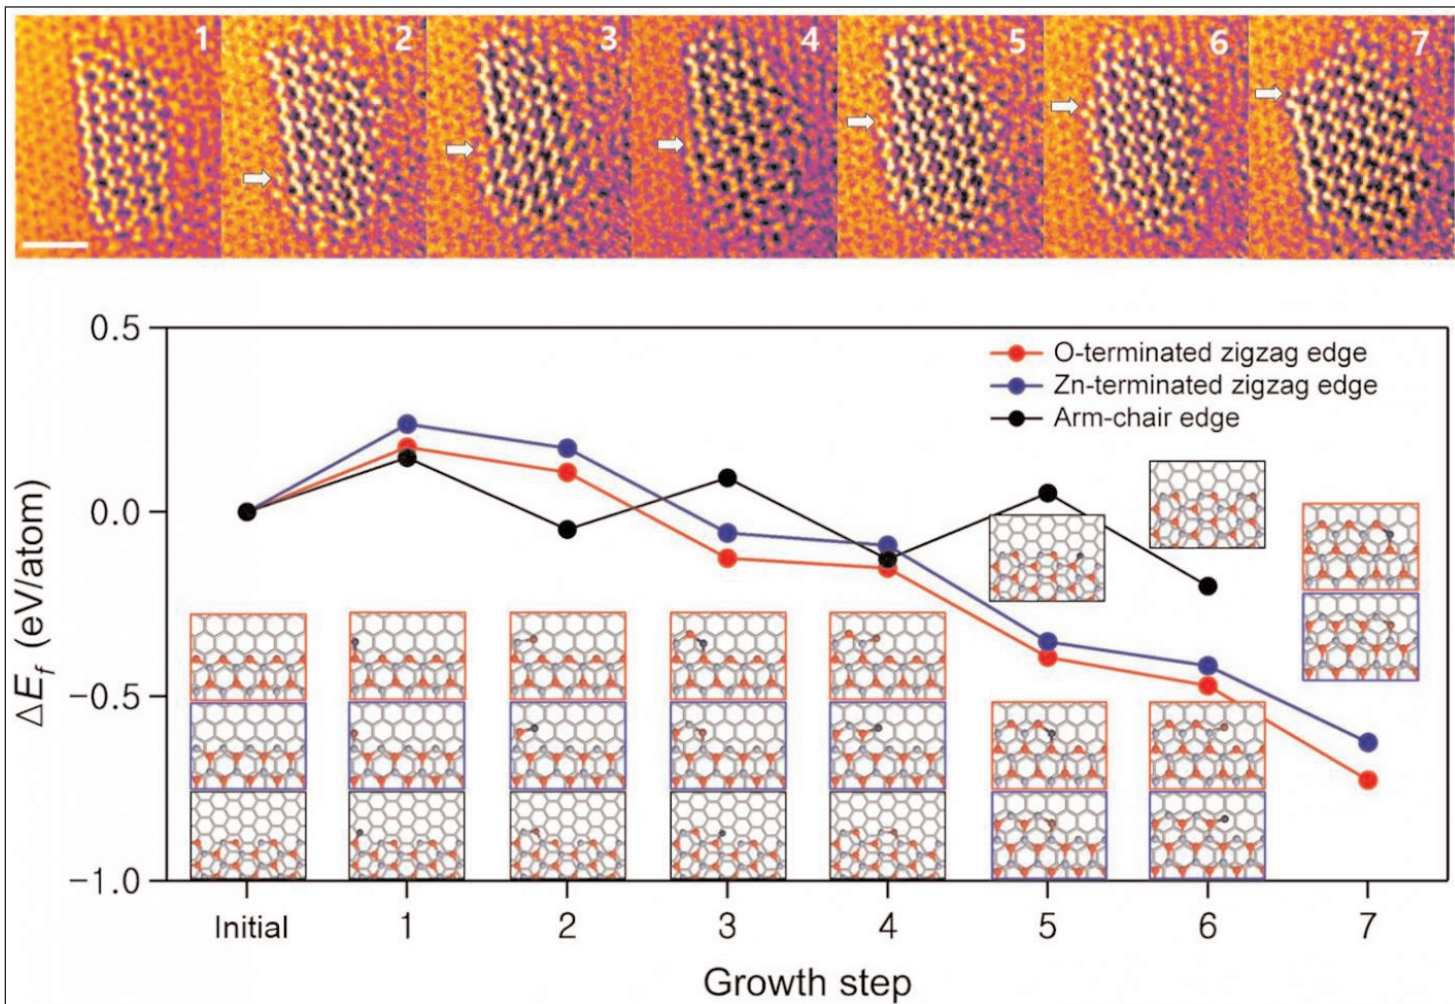 1 2 3 4 5 6 7
0.5
O-terminated zigzag edge
Zn-terminated zigzag edge
Arm-chair edge
0.0
ΔE_f (eV/atom)
−0.5
−1.0
Initial 1 2 3 4 5 6 7
Growth step